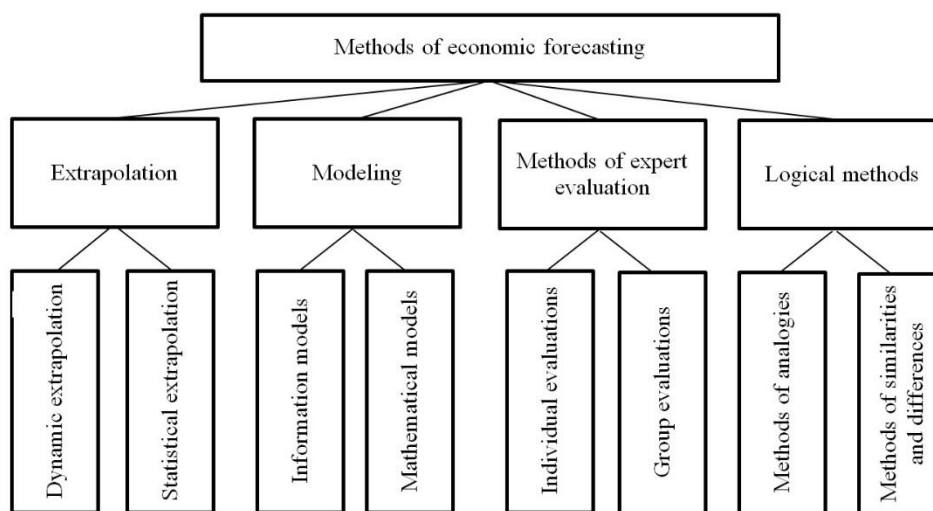 Methods of economic forecasting
Extrapolation
Modeling
Methods of expert
evaluation
Logical methods
Dynamic extrapolation
Statistical extrapolation
Information models
Mathematical models
Individual evaluations
Group evaluations
Methods of analogies
Methods of similarities
and differences